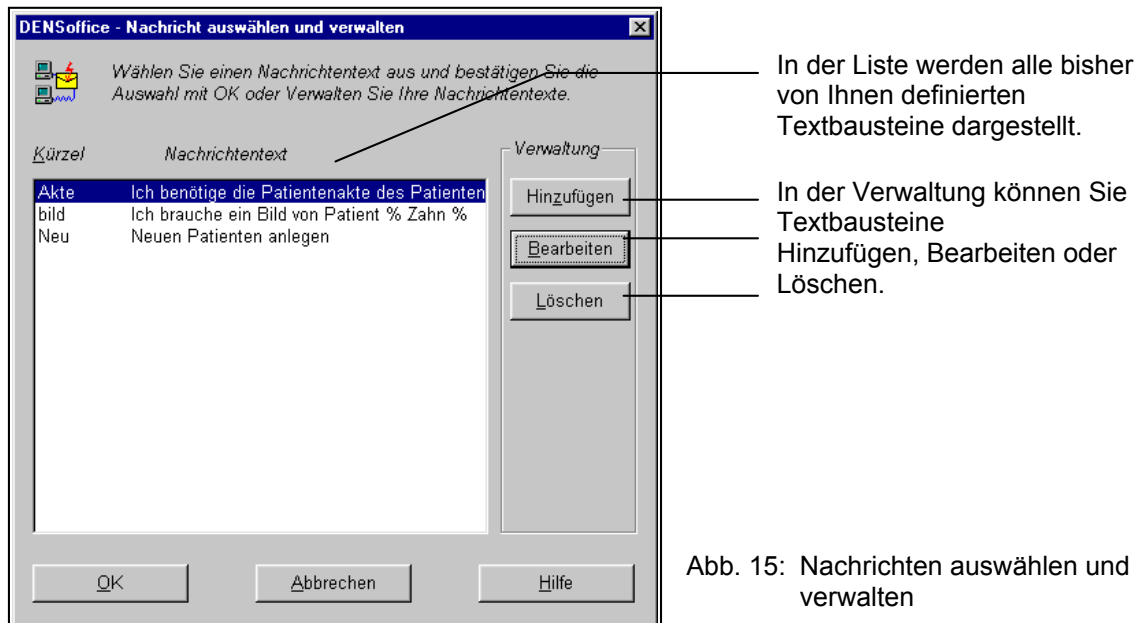 DENSoffice - Nachricht auswählen und verwalten
Wählen Sie einen Nachrichtentext aus und bestätigen Sie die
Auswahl mit OK oder Verwalten Sie Ihre Nachrichtentexte.
Kürzel Nachrichtentext
Akte Ich benötige die Patientenakte des Patienten
bild Ich brauche ein Bild von Patient % Zahn %
Neu Neuen Patienten anlegen
Verwaltung
Hinzufügen
Bearbeiten
Löschen
OK Abbrechen Hilfe
In der Liste werden alle bisher
von Ihnen definierten
Textbausteine dargestellt.
In der Verwaltung können Sie
Textbausteine
Hinzufügen, Bearbeiten oder
Löschen.
Abb. 15: Nachrichten auswählen und
verwalten